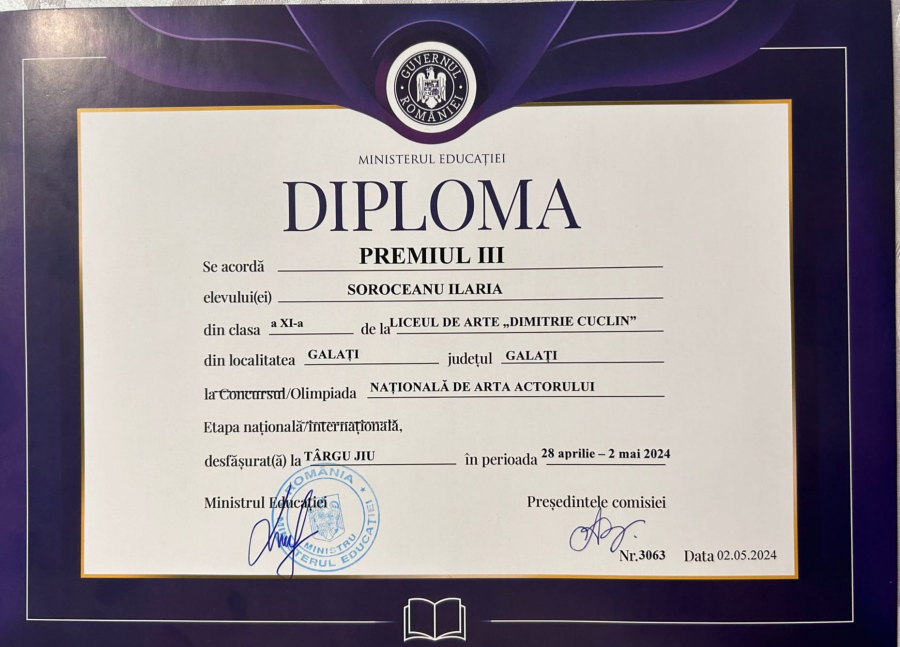 GUVERNUL
ROMÂNIEI
MINISTERUL EDUCAȚIEI
DIPLOMA
Se acordă PREMIUL III
elevului(ei) SOROCEANU ILARIA
din clasa a XI-a de la LICEUL DE ARTE „DIMITRIE CUCLIN”
din localitatea GALAȚI județul GALAȚI
la Concursul/Olimpiada NAȚIONALĂ DE ARTA ACTORULUI
Etapa națională/internațională,
desfășurat(ă) la TÂRGU JIU în perioada 28 aprilie – 2 mai 2024
Ministrul Educației Președintele comisiei
ROMÂNIA
MINISTRU
MINISTERUL EDUCAȚIEI
Nr.3063 Data 02.05.2024